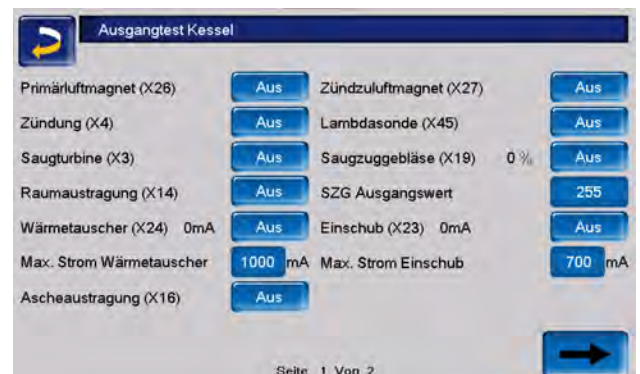 Ausgangtest Kessel
Primärluftmagnet (X26) Aus Zündzuluftmagnet (X27) Aus
Zündung (X4) Aus Lambdasonde (X45) Aus
Saugturbine (X3) Aus Saugzuggebläse (X19) 0 % Aus
Raumaustragung (X14) Aus SZG Ausgangswert 255
Wärmetauscher (X24) 0mA Aus Einschub (X23) 0mA Aus
Max. Strom Wärmetauscher 1000 mA Max. Strom Einschub 700 mA
Ascheaustragung (X16) Aus
Seite 1 Von 2